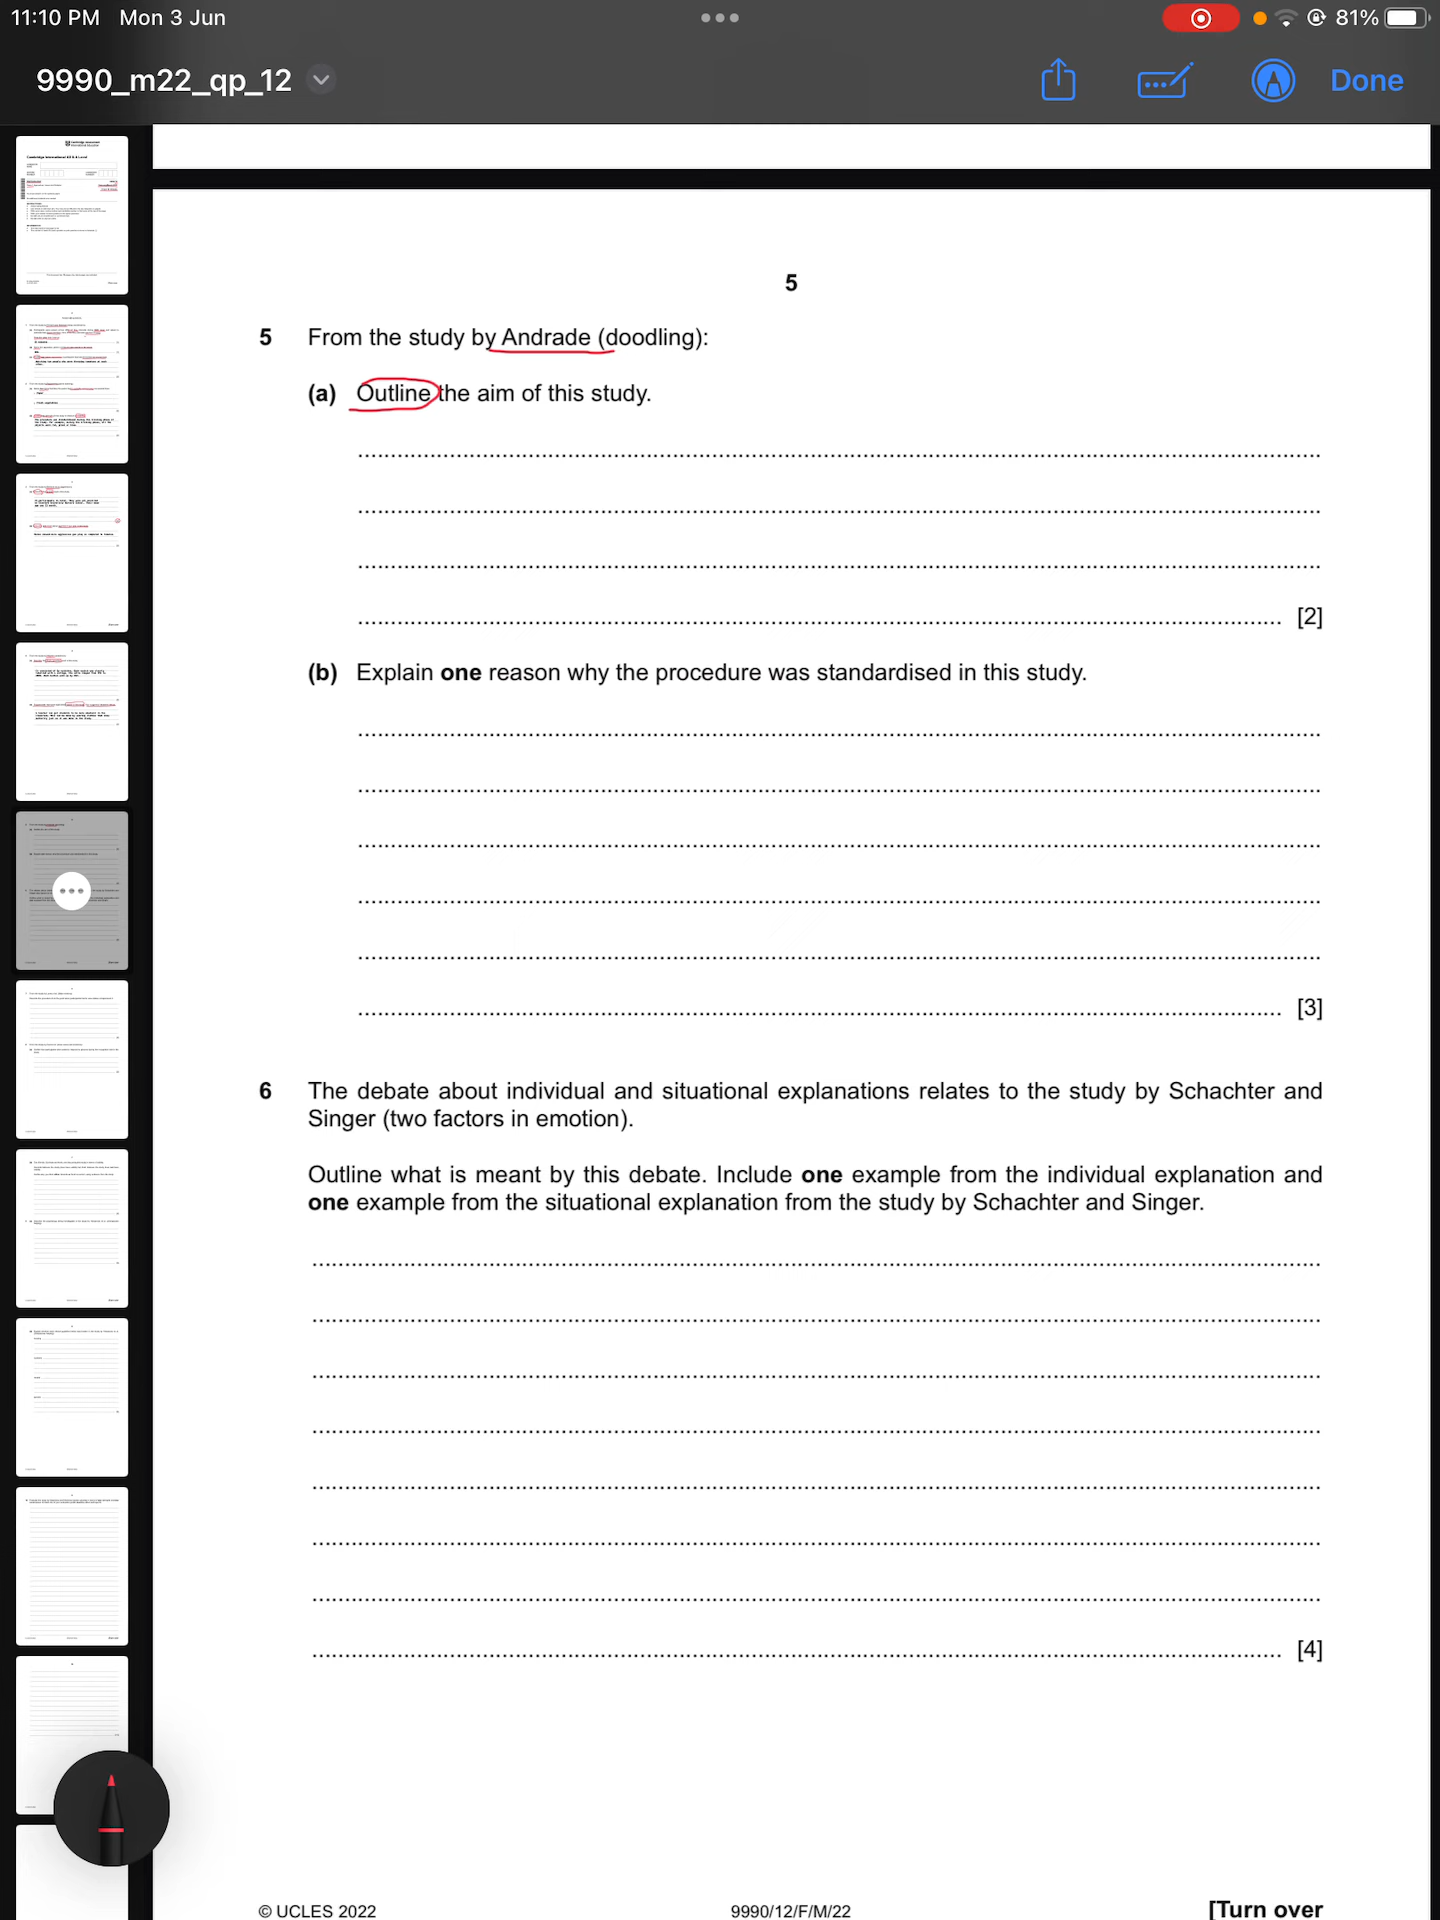 11:10 PM Mon 3 Jun
81%
9990_m22_qp_12
Done
5
5 From the study by Andrade (doodling):
(a) Outline the aim of this study.
[2]
(b) Explain one reason why the procedure was standardised in this study.
[3]
6 The debate about individual and situational explanations relates to the study by Schachter and
Singer (two factors in emotion).
Outline what is meant by this debate. Include one example from the individual explanation and
one example from the situational explanation from the study by Schachter and Singer.
[4]
© UCLES 2022
9990/12/F/M/22
[Turn over